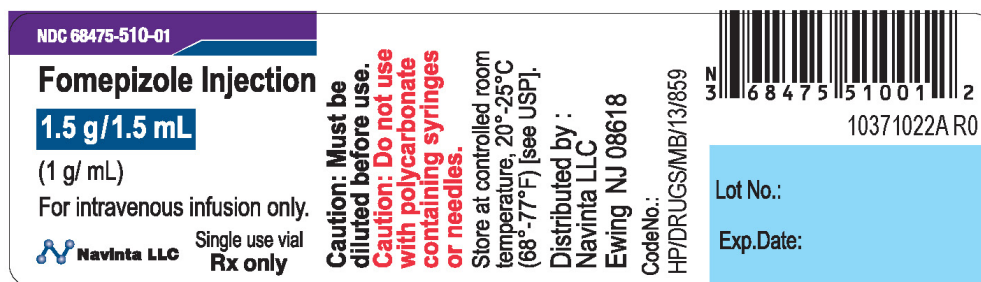 NDC 68475-510-01
Fomepizole Injection
1.5 g/1.5 mL
(1 g/ mL)
For intravenous infusion only.
Navinta LLC
Single use vial
Rx only
Caution: Must be
diluted before use.
Caution: Do not use
with polycarbonate
containing syringes
or needles.
Store at controlled room
temperature, 20°-25°C
(68°-77°F) [see USP].
Distributed by :
Navinta LLC
Ewing NJ 08618
CodeNo.:
HP/DRUGS/MB/13/859
N
3 68475 51001 2
10371022A R0
Lot No.:
Exp.Date: